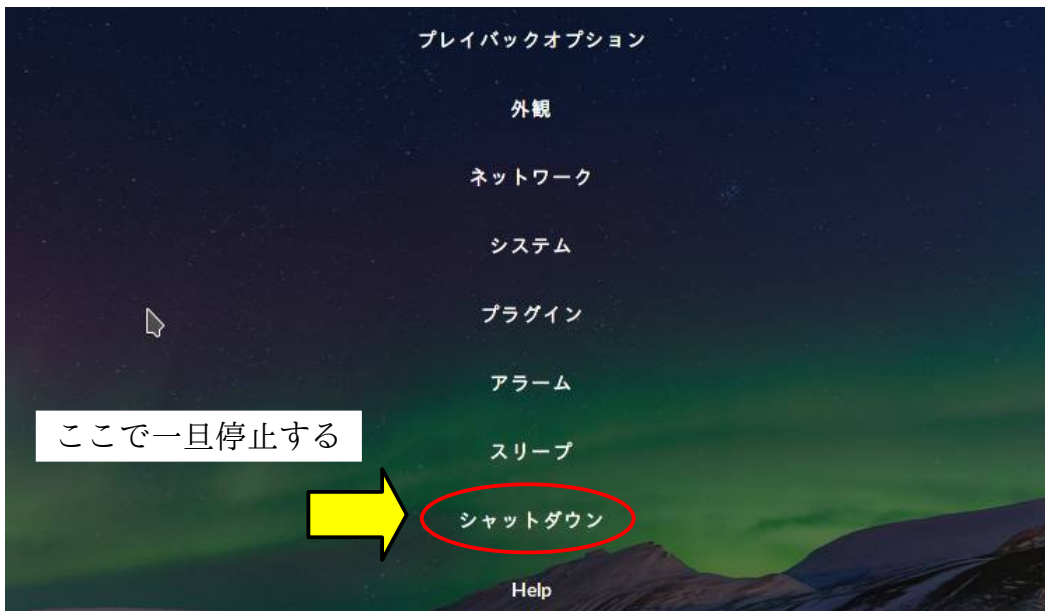 プレイバックオプション
外観
ネットワーク
システム
プラグイン
アラーム
ここで一旦停止する
スリープ
シャットダウン
Help